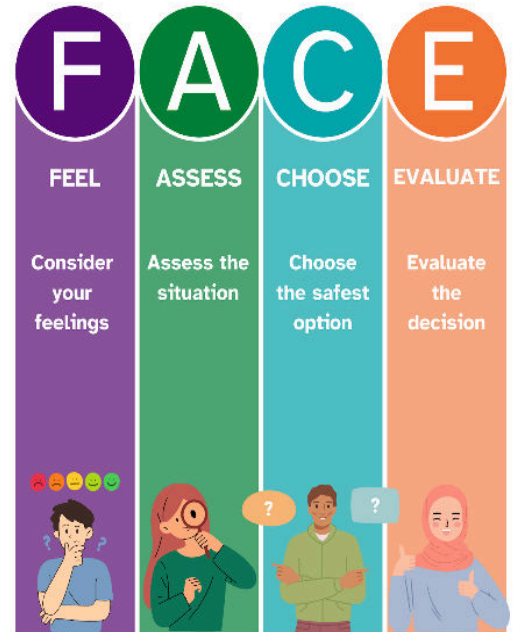 F A C E
FEEL ASSESS CHOOSE EVALUATE
Consider
your
feelings
Assess the
situation
Choose
the safest
option
Evaluate
the
decision
? ?
? ?